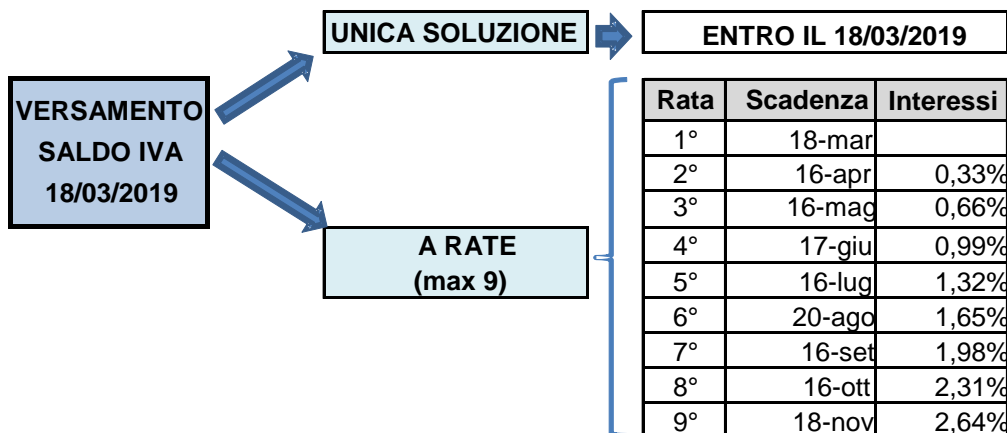 UNICA SOLUZIONE
ENTRO IL 18/03/2019
VERSAMENTO
SALDO IVA
18/03/2019
A RATE
(max 9)
Rata Scadenza Interessi
1° 18-mar
2° 16-apr 0,33%
3° 16-mag 0,66%
4° 17-giu 0,99%
5° 16-lug 1,32%
6° 20-ago 1,65%
7° 16-set 1,98%
8° 16-ott 2,31%
9° 18-nov 2,64%